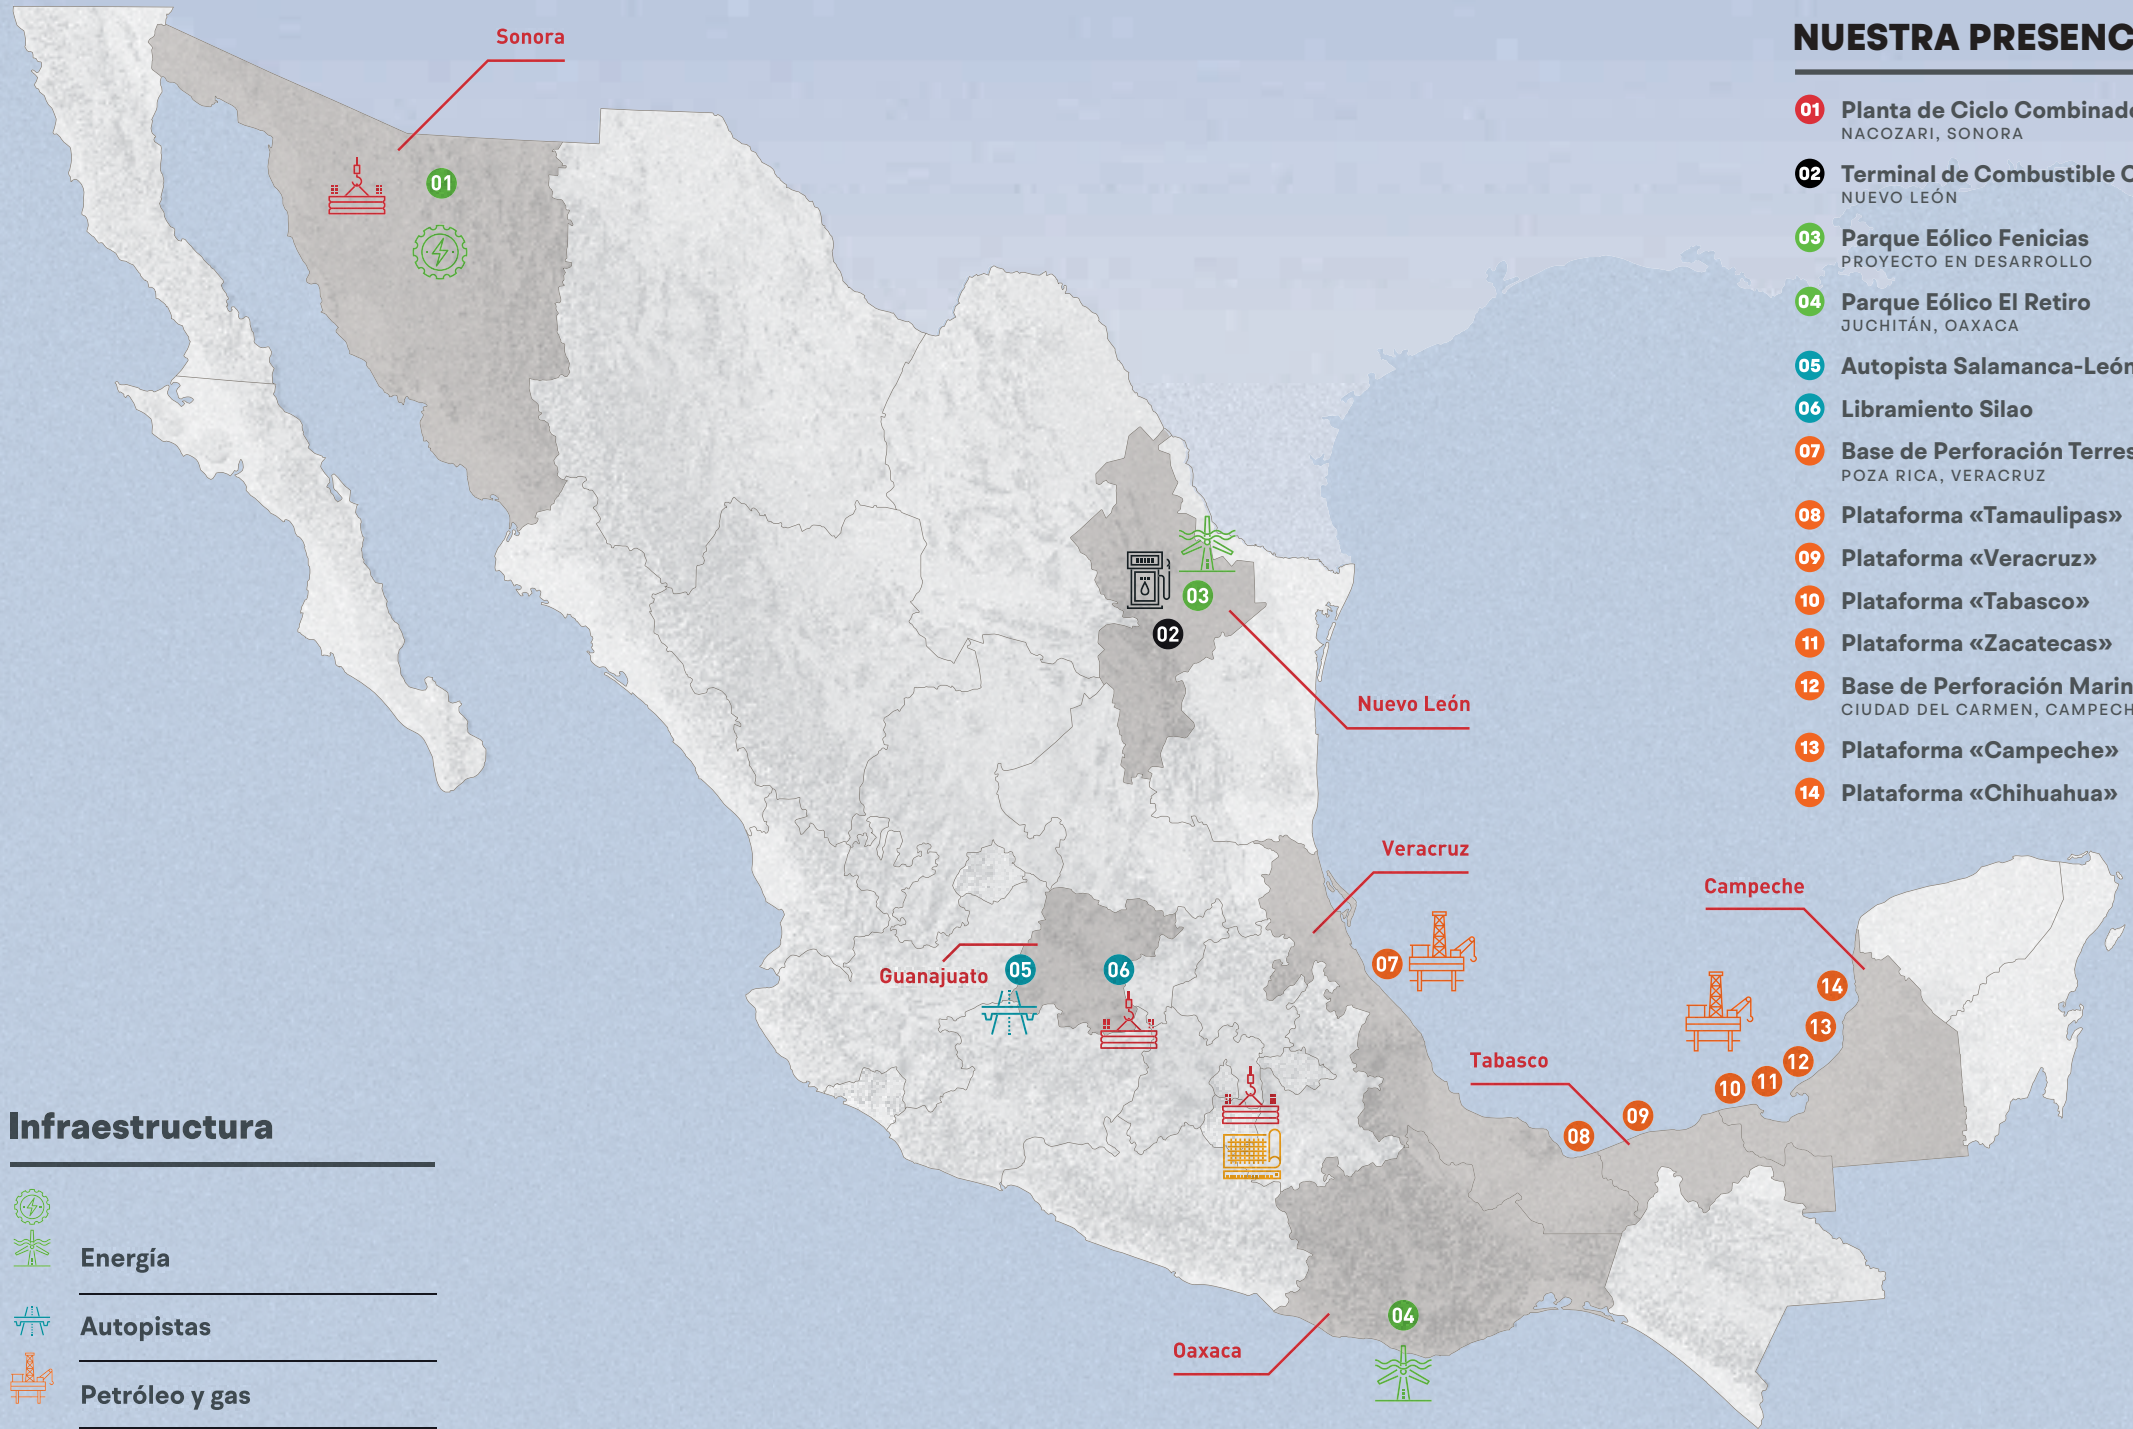 NUESTRA PRESENC
01 Planta de Ciclo Combinado
NACOZARI, SONORA
02 Terminal de Combustible
NUEVO LEÓN
03 Parque Eólico Fenicias
PROYECTO EN DESARROLLO
04 Parque Eólico El Retiro
JUCHITÁN, OAXACA
05 Autopista Salamanca-León
06 Libramiento Silao
07 Base de Perforación Terres
POZA RICA, VERACRUZ
08 Plataforma «Tamaulipas»
09 Plataforma «Veracruz»
10 Plataforma «Tabasco»
11 Plataforma «Zacatecas»
12 Base de Perforación Marin
CIUDAD DEL CARMEN, CAMPECH
13 Plataforma «Campeche»
14 Plataforma «Chihuahua»
Sonora
01
03
02
Nuevo León
Veracruz
Campeche
Guanajuato
05
06
07
14
13
12
11
10
Tabasco
09
08
04
Oaxaca
Infraestructura
Energía
Autopistas
Petróleo y gas